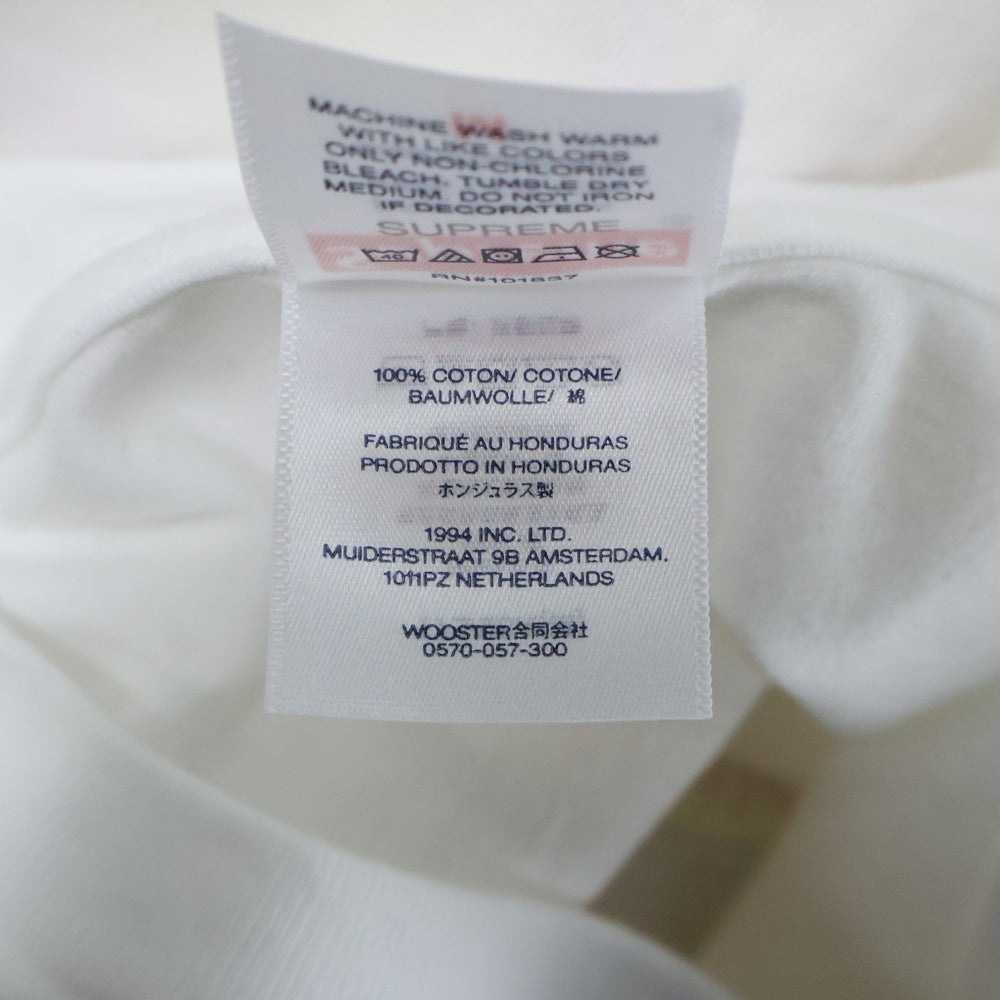 MACHINE WASH WARM
WITH LIKE COLORS
ONLY NON-CHLORINE
BLEACH. TUMBLE DRY
MEDIUM. DO NOT IRON
IF DECORATED.
SUPREME
40
RN#101837
100% COTON/ COTONE/
BAUMWOLLE/ 綿
FABRIQUÉ AU HONDURAS
PRODOTTO IN HONDURAS
ホンジュラス製
1994 INC. LTD.
MUIDERSTRAAT 9B AMSTERDAM.
1011PZ NETHERLANDS
WOOSTER合同会社
0570-057-300